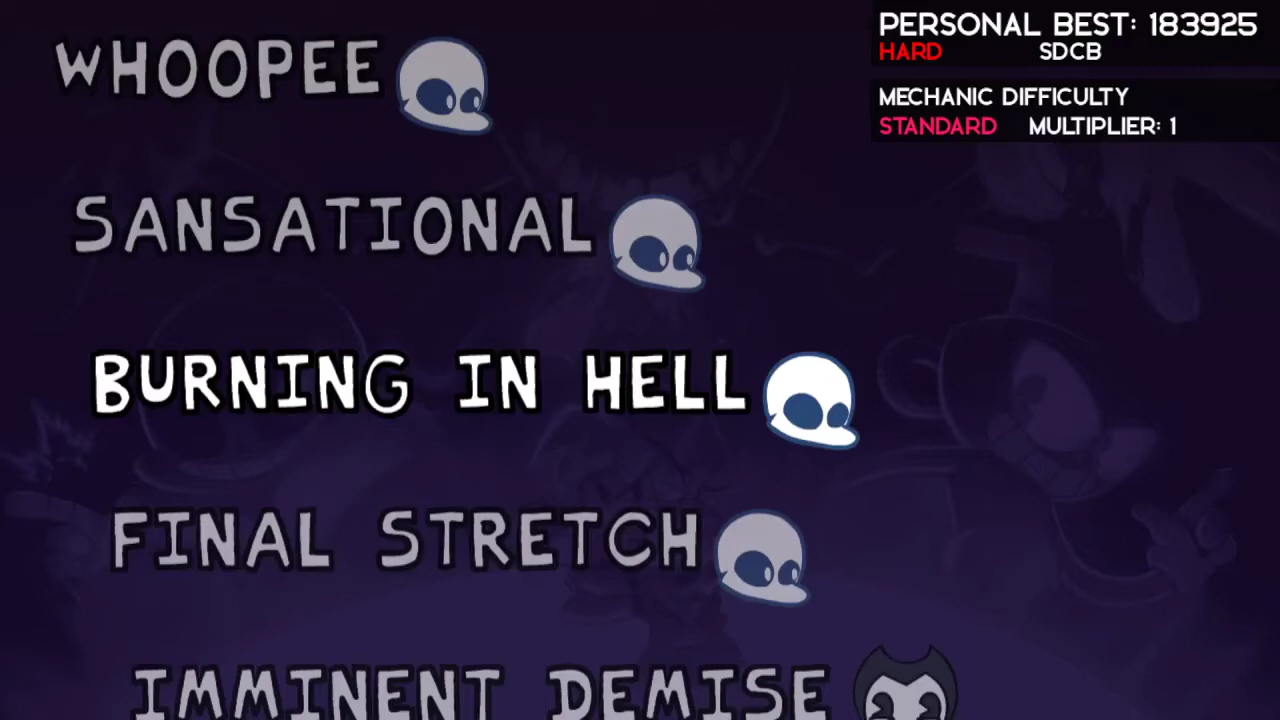 WHOOPEE
PERSONAL BEST: 183925
HARD SDCB
MECHANIC DIFFICULTY
STANDARD MULTIPLIER: 1
SANSATIONAL
BURNING IN HELL
FINAL STRETCH
IMMINENT DEMISE